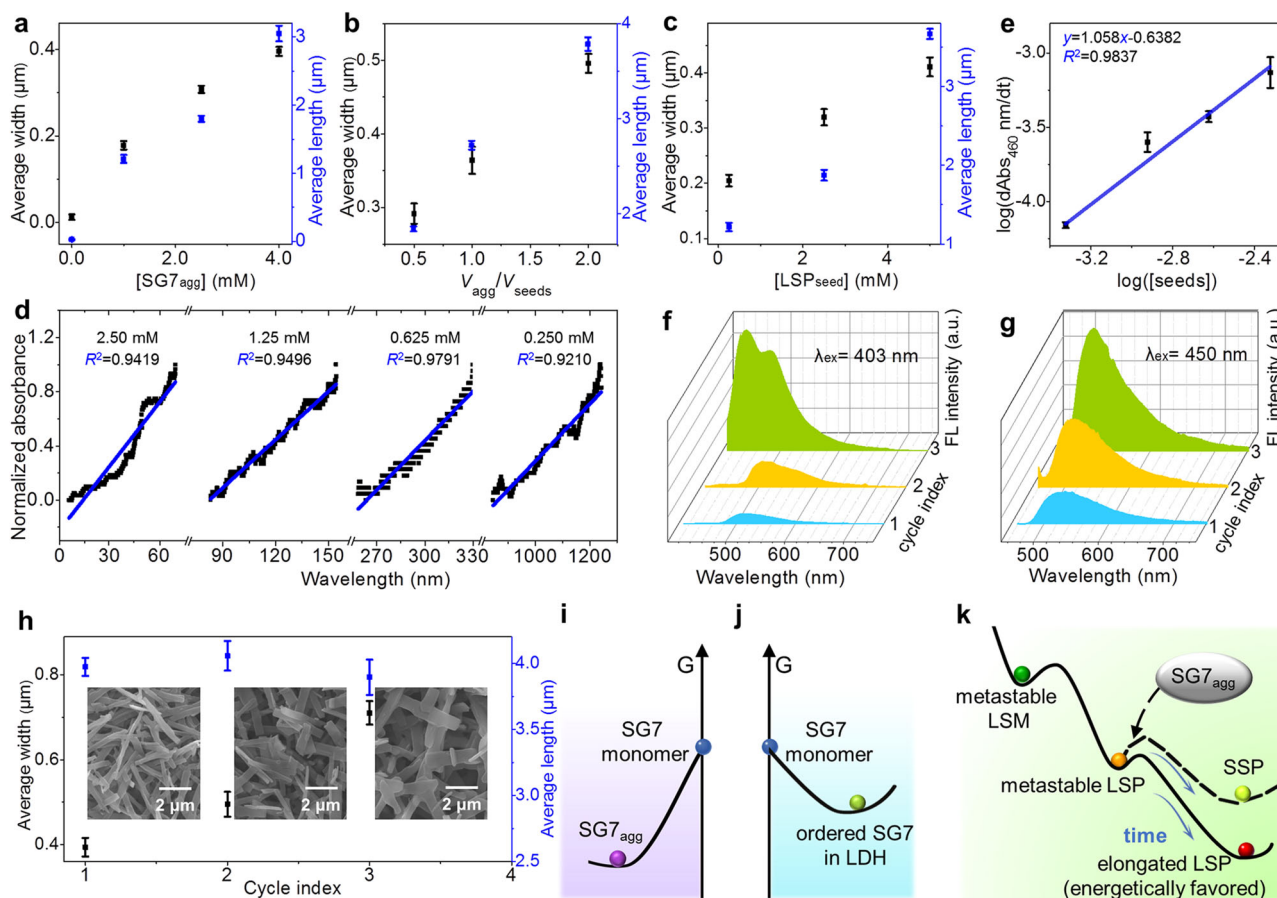 a
Average width (μm)
0.4
0.2
0.0
0.0
2.0
4.0
[SG7agg] (mM)
3
2
1
0
Average length (μm)
b
Average width (μm)
0.5
0.4
0.3
0.5
1.0
1.5
2.0
Vagg/Vseeds
4
3
2
Average length (μm)
c
Average width (μm)
0.4
0.3
0.2
0.1
0
2
4
[LSPseed] (mM)
3
2
1
Average length (μm)
e
y=1.058x-0.6382
R²=0.9837
log(dAbs460 nm/dt)
-3.0
-3.5
-4.0
-3.2
-2.8
-2.4
log([seeds])
d
Normalized absorbance
1.2
0.8
0.4
0.0
2.50 mM
R²=0.9419
1.25 mM
R²=0.9496
0.625 mM
R²=0.9791
0.250 mM
R²=0.9210
0
30
60
90
120
150
260
290
300
330
1000
1200
Wavelength (nm)
f
λex= 403 nm
FL intensity (a.u.)
3
2
1
cycle index
500
600
700
Wavelength (nm)
g
λex= 450 nm
FL intensity (a.u.)
3
2
1
cycle index
500
600
700
Wavelength (nm)
h
Average width (μm)
0.8
0.6
0.4
2 μm
2 μm
2 μm
1
2
3
4
Cycle index
4.0
3.5
3.0
2.5
Average length (μm)
i
G
SG7
monomer
SG7agg
j
G
SG7
monomer
ordered SG7
in LDH
k
SG7agg
metastable
LSM
metastable LSP
SSP
time
elongated LSP
(energetically favored)